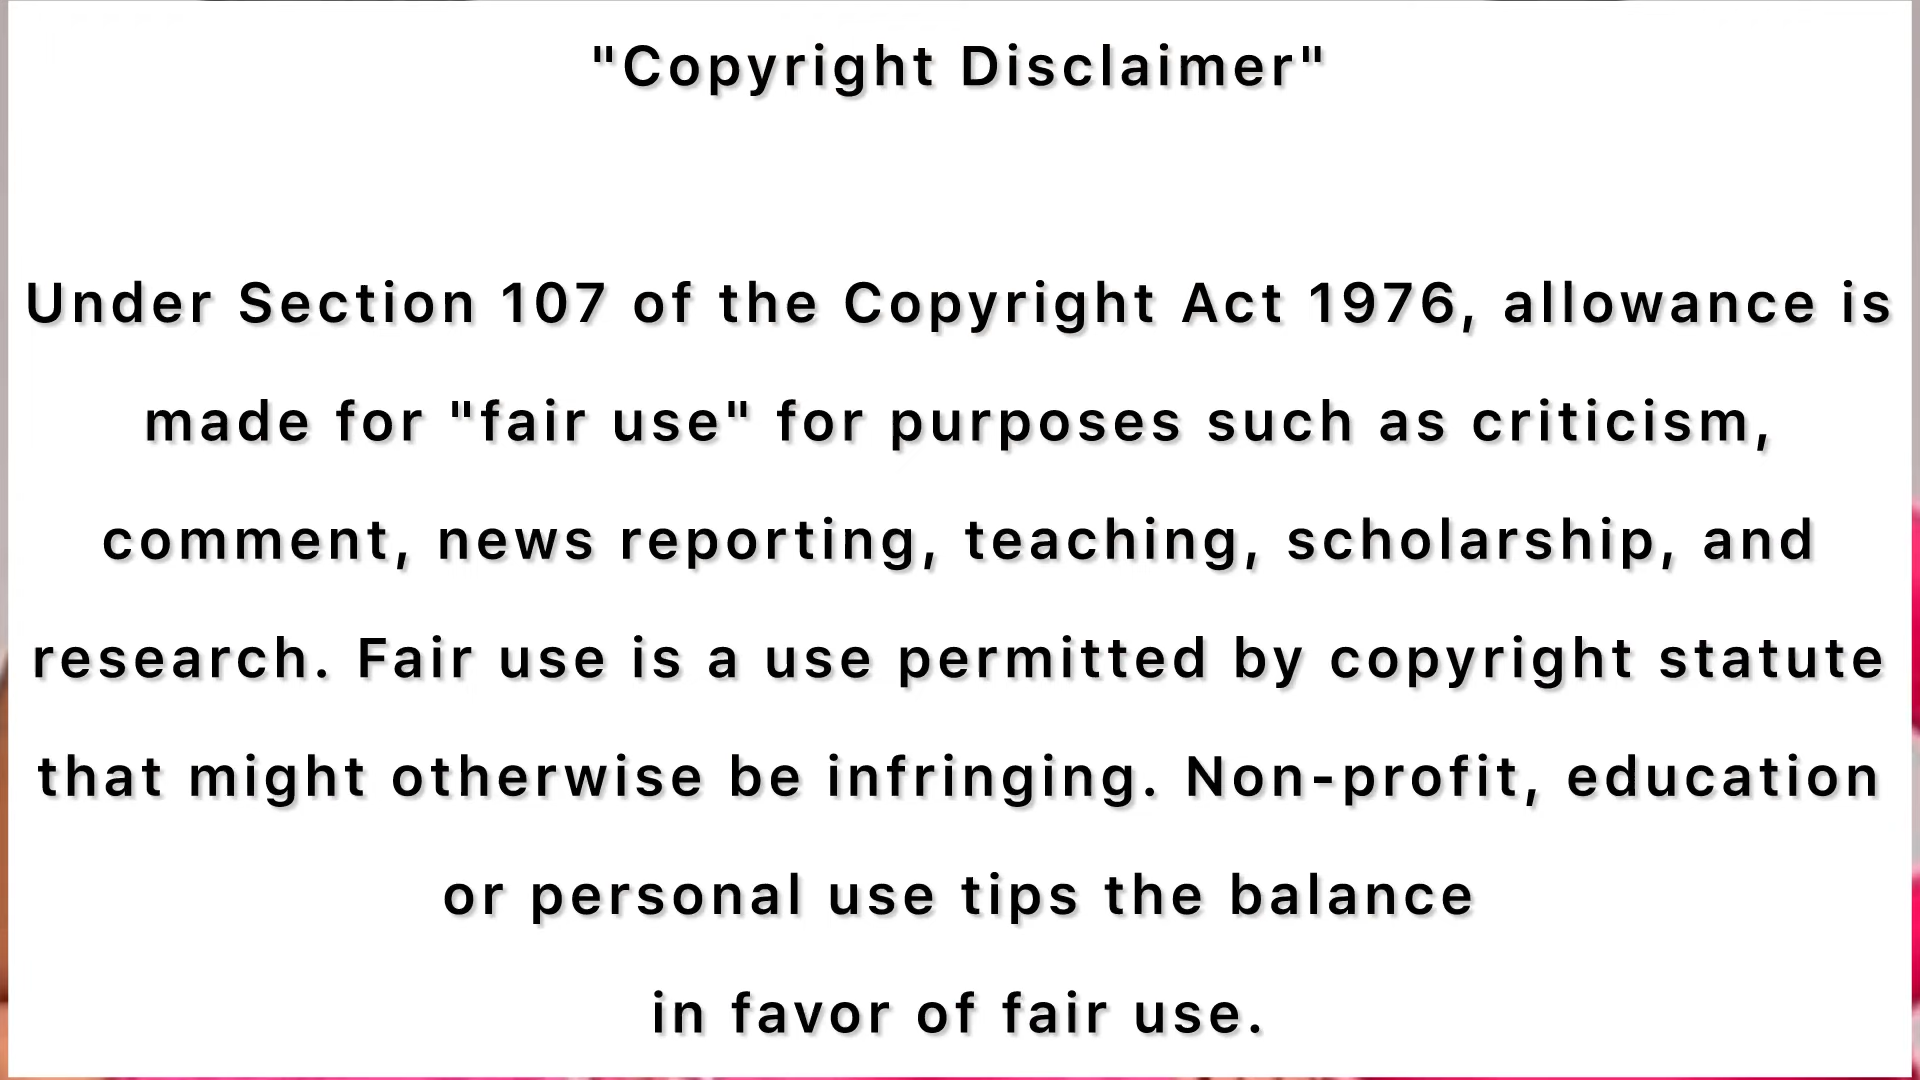 "Copyright Disclaimer"
Under Section 107 of the Copyright Act 1976, allowance is
made for "fair use" for purposes such as criticism,
comment, news reporting, teaching, scholarship, and
research. Fair use is a use permitted by copyright statute
that might otherwise be infringing. Non-profit, education
or personal use tips the balance
in favor of fair use.